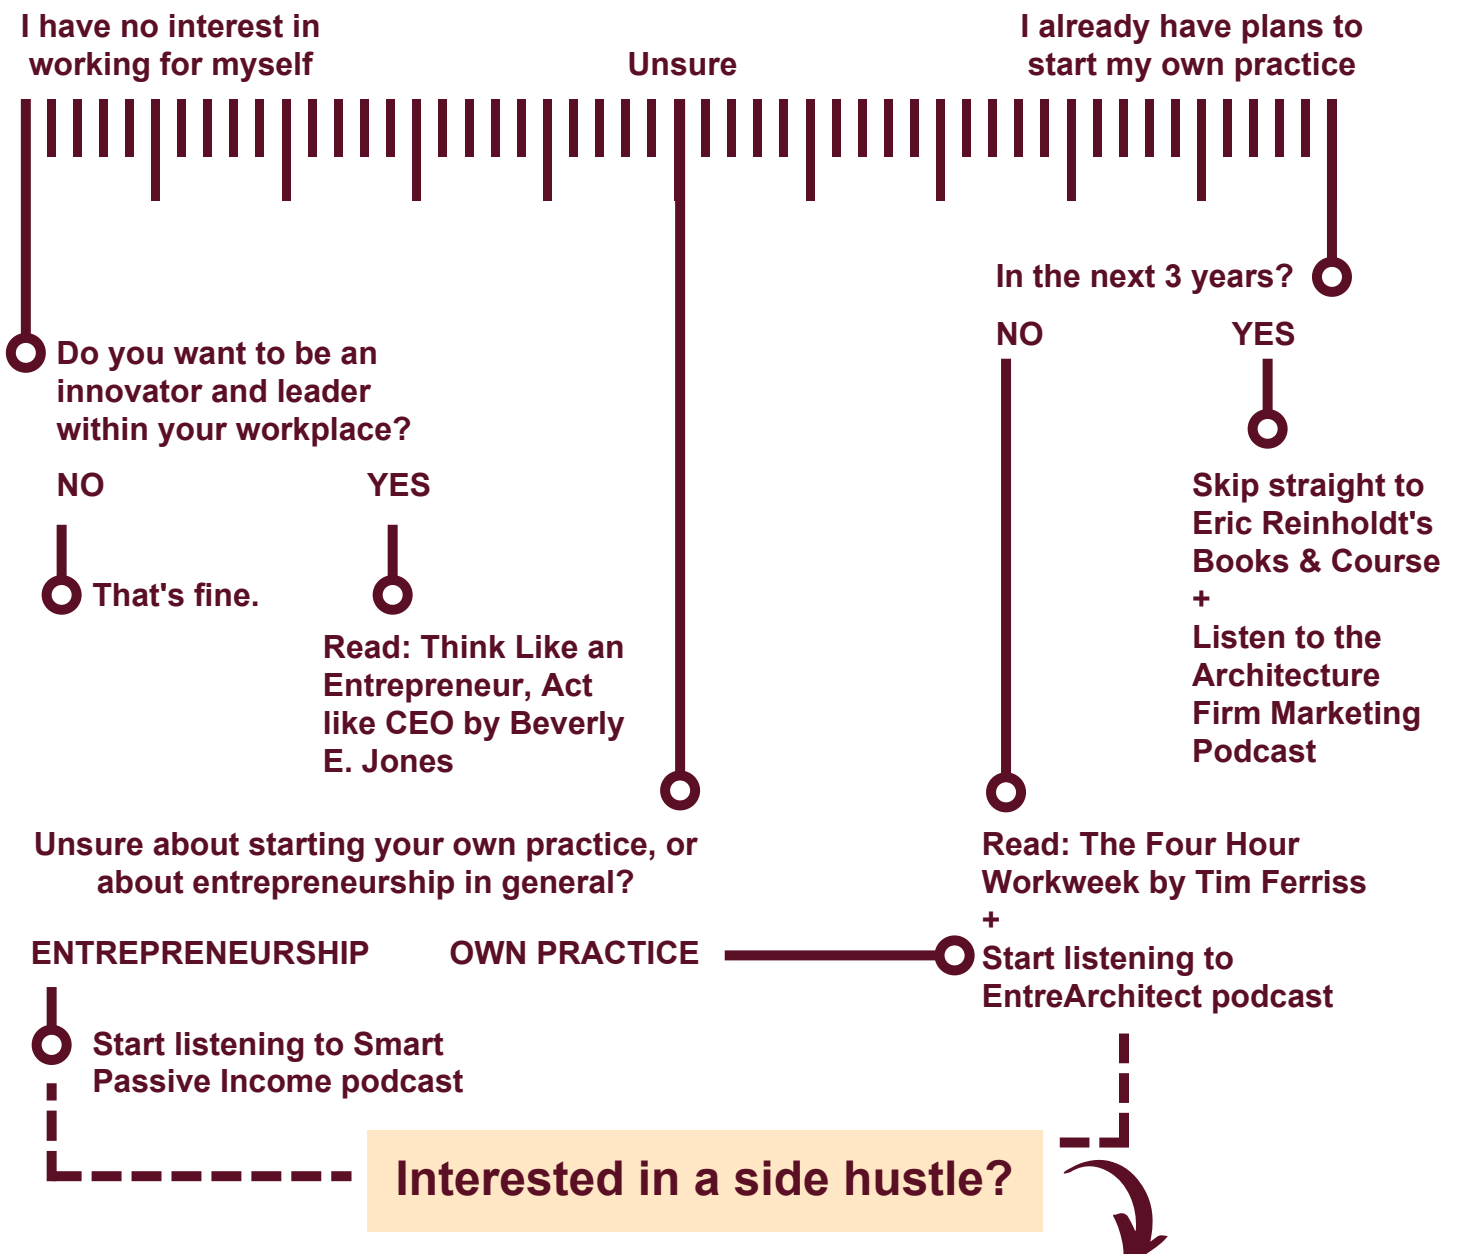 I have no interest in
working for myself
Unsure
I already have plans to
start my own practice
In the next 3 years?
NO
YES
Do you want to be an
innovator and leader
within your workplace?
NO
YES
That's fine.
Read: Think Like an
Entrepreneur, Act
like CEO by Beverly
E. Jones
Skip straight to
Eric Reinholdt's
Books & Course
+
Listen to the
Architecture
Firm Marketing
Podcast
Unsure about starting your own practice, or
about entrepreneurship in general?
ENTREPRENEURSHIP
OWN PRACTICE
Read: The Four Hour
Workweek by Tim Ferriss
+
Start listening to
EntreArchitect podcast
Start listening to Smart
Passive Income podcast
Interested in a side hustle?